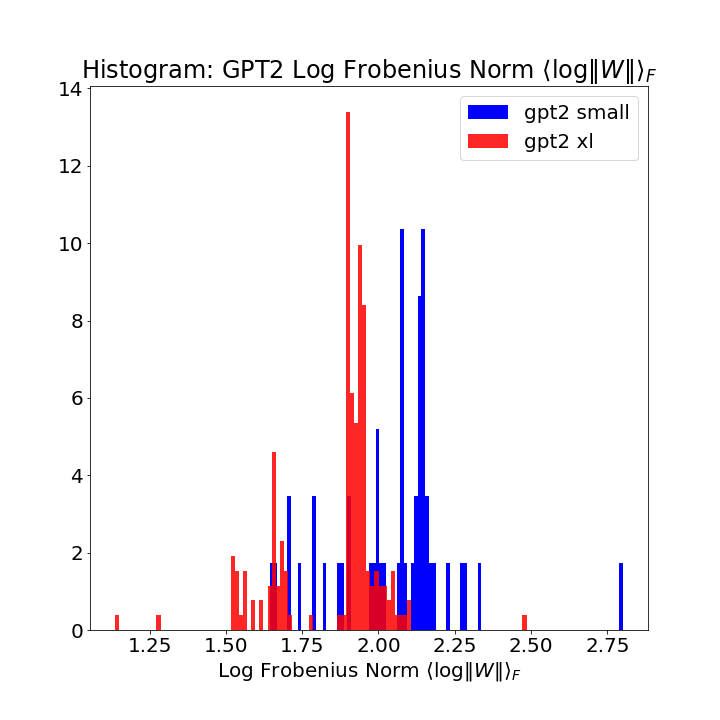 Histogram: GPT2 Log Frobenius Norm ⟨log‖W‖⟩F
14
12
10
8
6
4
2
0
gpt2 small
gpt2 xl
1.25 1.50 1.75 2.00 2.25 2.50 2.75
Log Frobenius Norm ⟨log‖W‖⟩F